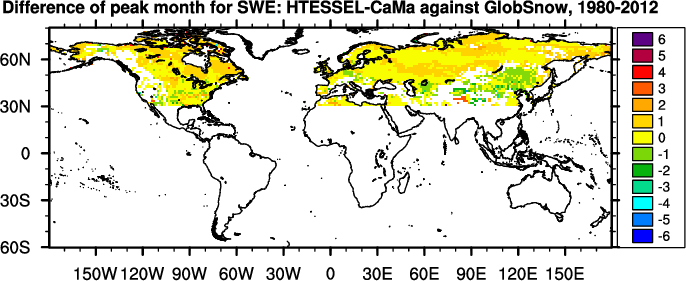 Difference of peak month for SWE: HTESSEL-CaMa against GlobSnow, 1980-2012
60N
30N
0
30S
60S
150W 120W 90W 60W 30W 0 30E 60E 90E 120E 150E
6
5
4
3
2
1
0
-1
-2
-3
-4
-5
-6